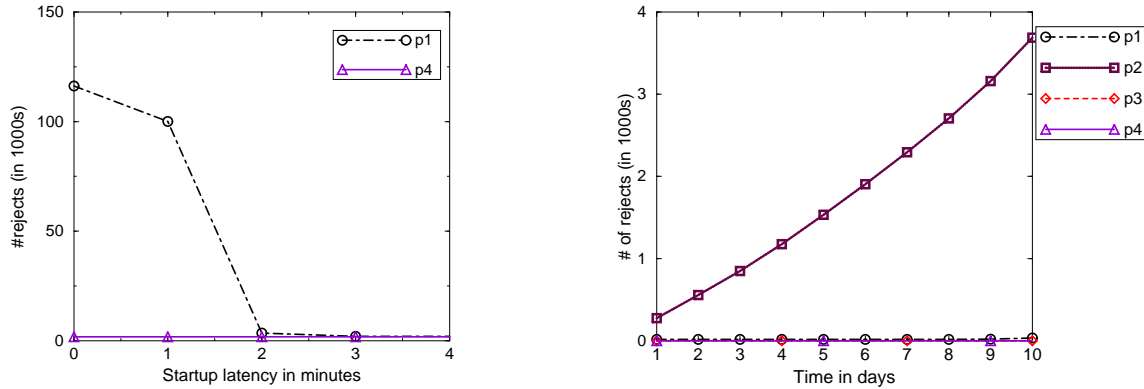 150
100
50
0
#rejects (in 1000s)
0 1 2 3 4
Startup latency in minutes
p1
p4
4
3
2
1
0
# of rejects (in 1000s)
1 2 3 4 5 6 7 8 9 10
Time in days
p1
p2
p3
p4